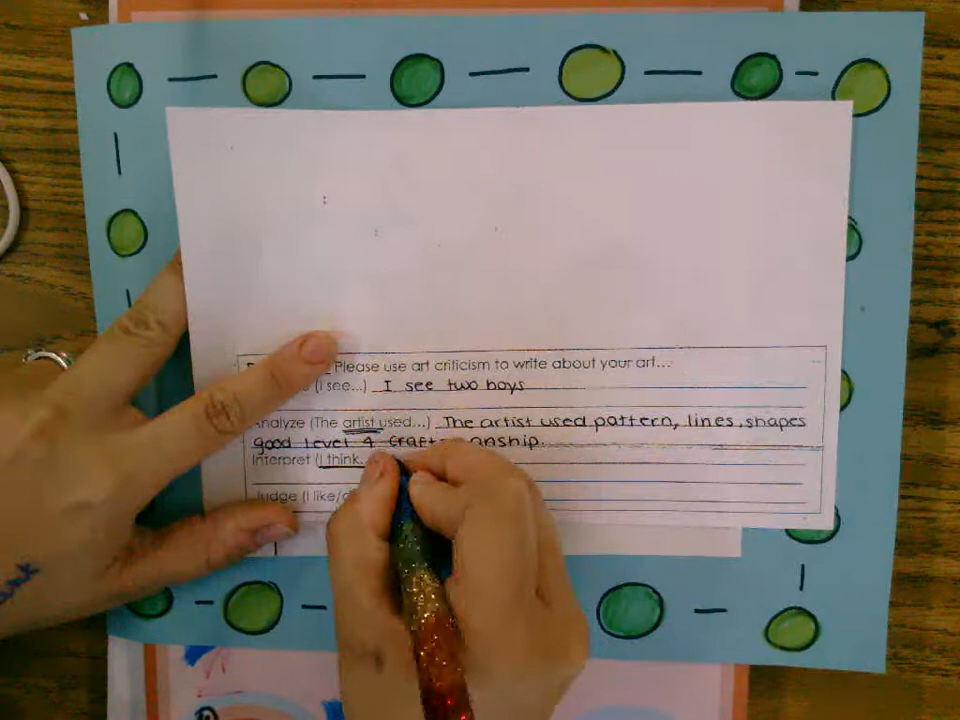 Please use art criticism to write about your art...
(I see...) I see two boys
Analyze (The artist used...) The artist used pattern, lines, shapes
good level 4
Interpret (I think
Judge (I like/